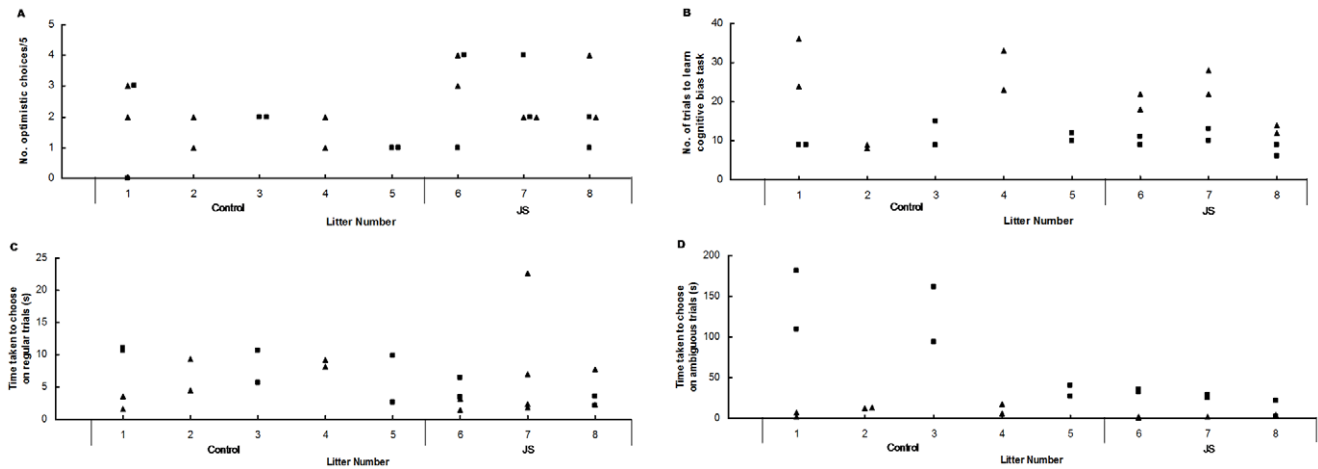 A
No. optimistic choices/5
5
4
3
2
1
0
1 2 3 4 5 6 7 8
Control JS
Litter Number
B
No. of trials to learn
cognitive bias task
40
30
20
10
0
1 2 3 4 5 6 7 8
Control JS
Litter Number
C
Time taken to choose
on regular trials (s)
25
20
15
10
5
0
1 2 3 4 5 6 7 8
Control JS
Litter Number
D
Time taken to choose
on ambiguous trials (s)
200
150
100
50
0
1 2 3 4 5 6 7 8
Control JS
Litter Number